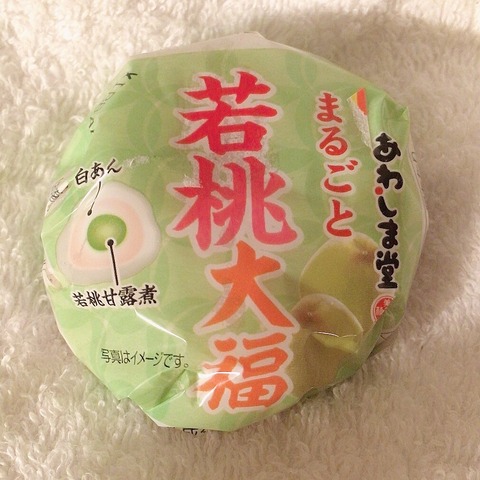 あわしま堂
まるごと
若桃大福
白あん
若桃甘露煮
写真はイメージです。